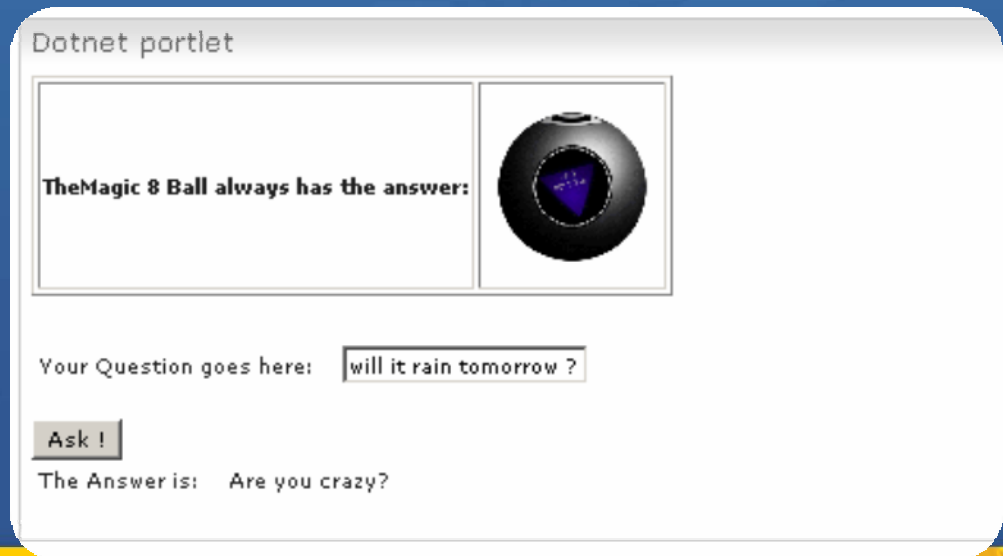 Dotnet portlet
TheMagic 8 Ball always has the answer:
Your Question goes here: will it rain tomorrow ?
Ask !
The Answer is: Are you crazy?